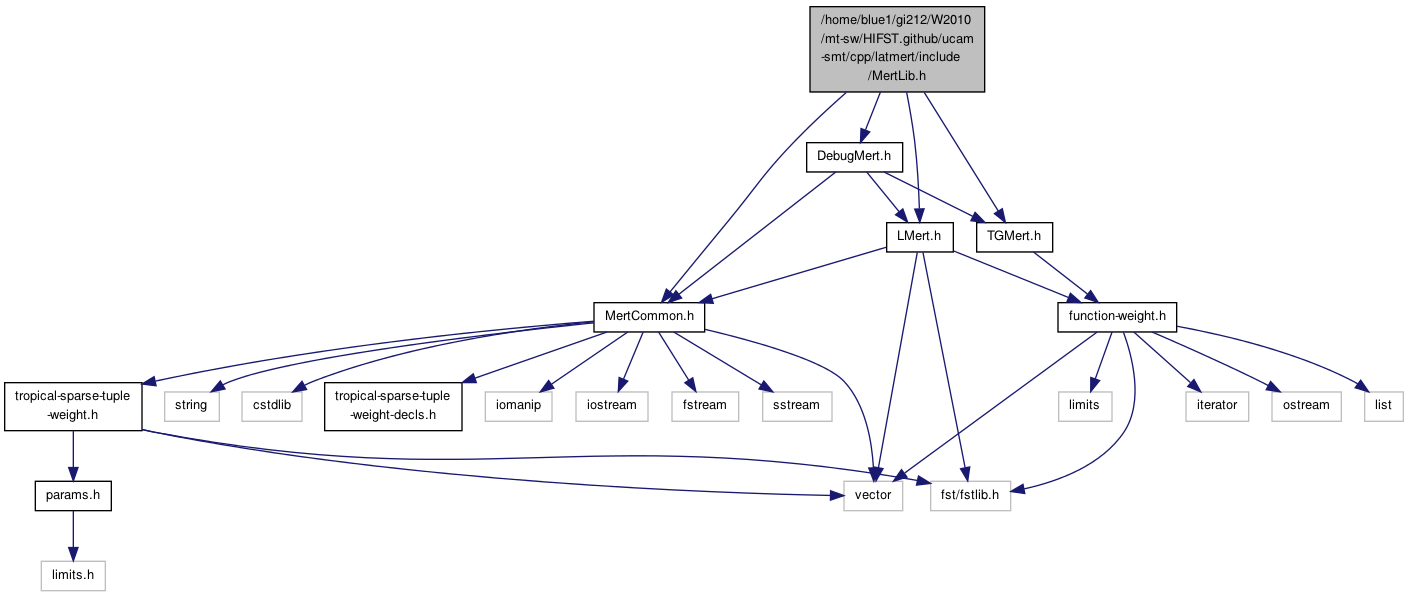 /home/blue1/gi212/W2010
/mt-sw/HIFST.github/ucam
-smt/cpp/latmert/include
/MertLib.h
DebugMert.h
LMert.h
TGMert.h
MertCommon.h
function-weight.h
tropical-sparse-tuple
-weight.h
string
cstdlib
tropical-sparse-tuple
-weight-decls.h
iomanip
iostream
fstream
sstream
limits
iterator
ostream
list
params.h
vector
fst/fstlib.h
limits.h